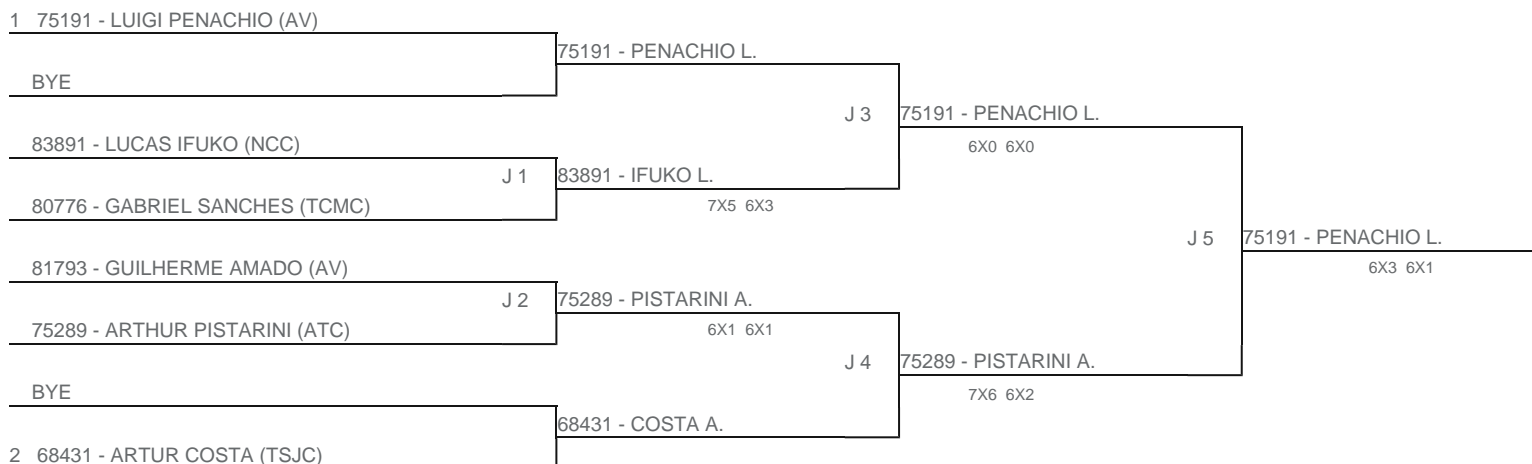 1 75191 - LUIGI PENACHIO (AV)
75191 - PENACHIO L.
BYE
J 3 75191 - PENACHIO L.
6X0 6X0
83891 - LUCAS IFUKO (NCC)
J 1 83891 - IFUKO L.
7X5 6X3
80776 - GABRIEL SANCHES (TCMC)
J 5 75191 - PENACHIO L.
6X3 6X1
81793 - GUILHERME AMADO (AV)
J 2 75289 - PISTARINI A.
6X1 6X1
75289 - ARTHUR PISTARINI (ATC)
J 4 75289 - PISTARINI A.
7X6 6X2
BYE
68431 - COSTA A.
2 68431 - ARTUR COSTA (TSJC)